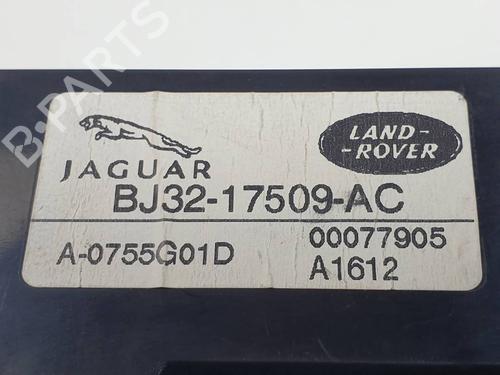 B-PARTS
JAGUAR
LAND-
-ROVER
BJ32-17509-AC
A-0755G01D
00077905
A1612